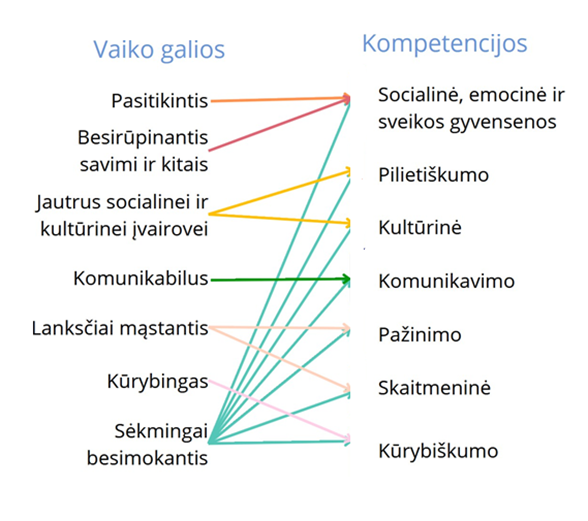 Vaiko galios
Pasitikintis
Besirūpinantis
savimi ir kitais
Jautrus socialinei ir
kultūrinei įvairovei
Komunikabilus
Lanksčiai mąstantis
Kūrybingas
Sėkmingai
besimokantis
Kompetencijos
Socialinė, emocinė ir
sveikos gyvensenos
Pilietiškumo
Kultūrinė
Komunikavimo
Pažinimo
Skaitmeninė
Kūrybiškumo